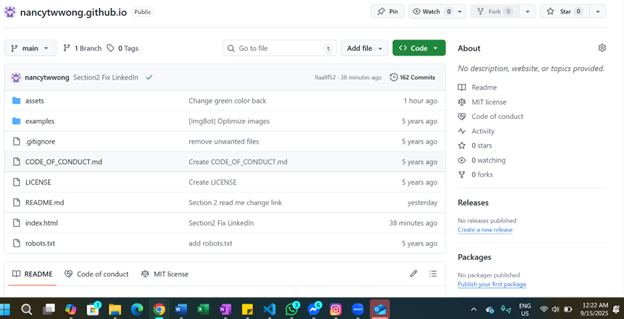 nancytwwong.github.io Public
Pin Watch 0 Fork 0 Star 0
main 1 Branch 0 Tags Go to file t Add file Code
nancytwwong Section2 Fix LinkedIn 9aa9f52 · 38 minutes ago 162 Commits
assets Change green color back 1 hour ago
examples [ImgBot] Optimize images 5 years ago
.gitignore remove unwanted files 5 years ago
CODE_OF_CONDUCT.md Create CODE_OF_CONDUCT.md 5 years ago
LICENSE Create LICENSE 5 years ago
README.md Section 2 read me change link yesterday
index.html Section2 Fix LinkedIn 38 minutes ago
robots.txt add robots.txt 5 years ago
README Code of conduct MIT license
About
No description, website, or topics provided.
Readme
MIT license
Code of conduct
Activity
0 stars
0 watching
0 forks
Releases
No releases published
Create a new release
Packages
No packages published
Publish your first package
ENG
US
12:22 AM
9/15/2025